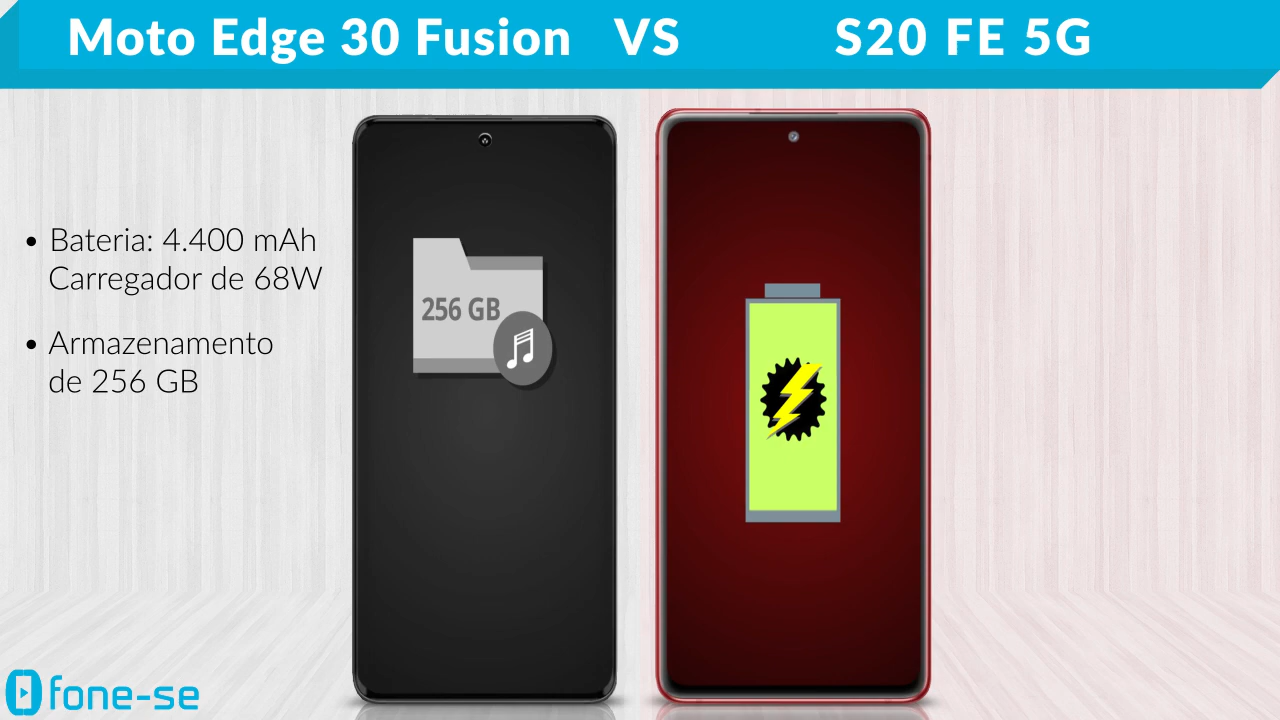 Moto Edge 30 Fusion VS S20 FE 5G
• Bateria: 4.400 mAh
Carregador de 68W
• Armazenamento
de 256 GB
256 GB
fone-se